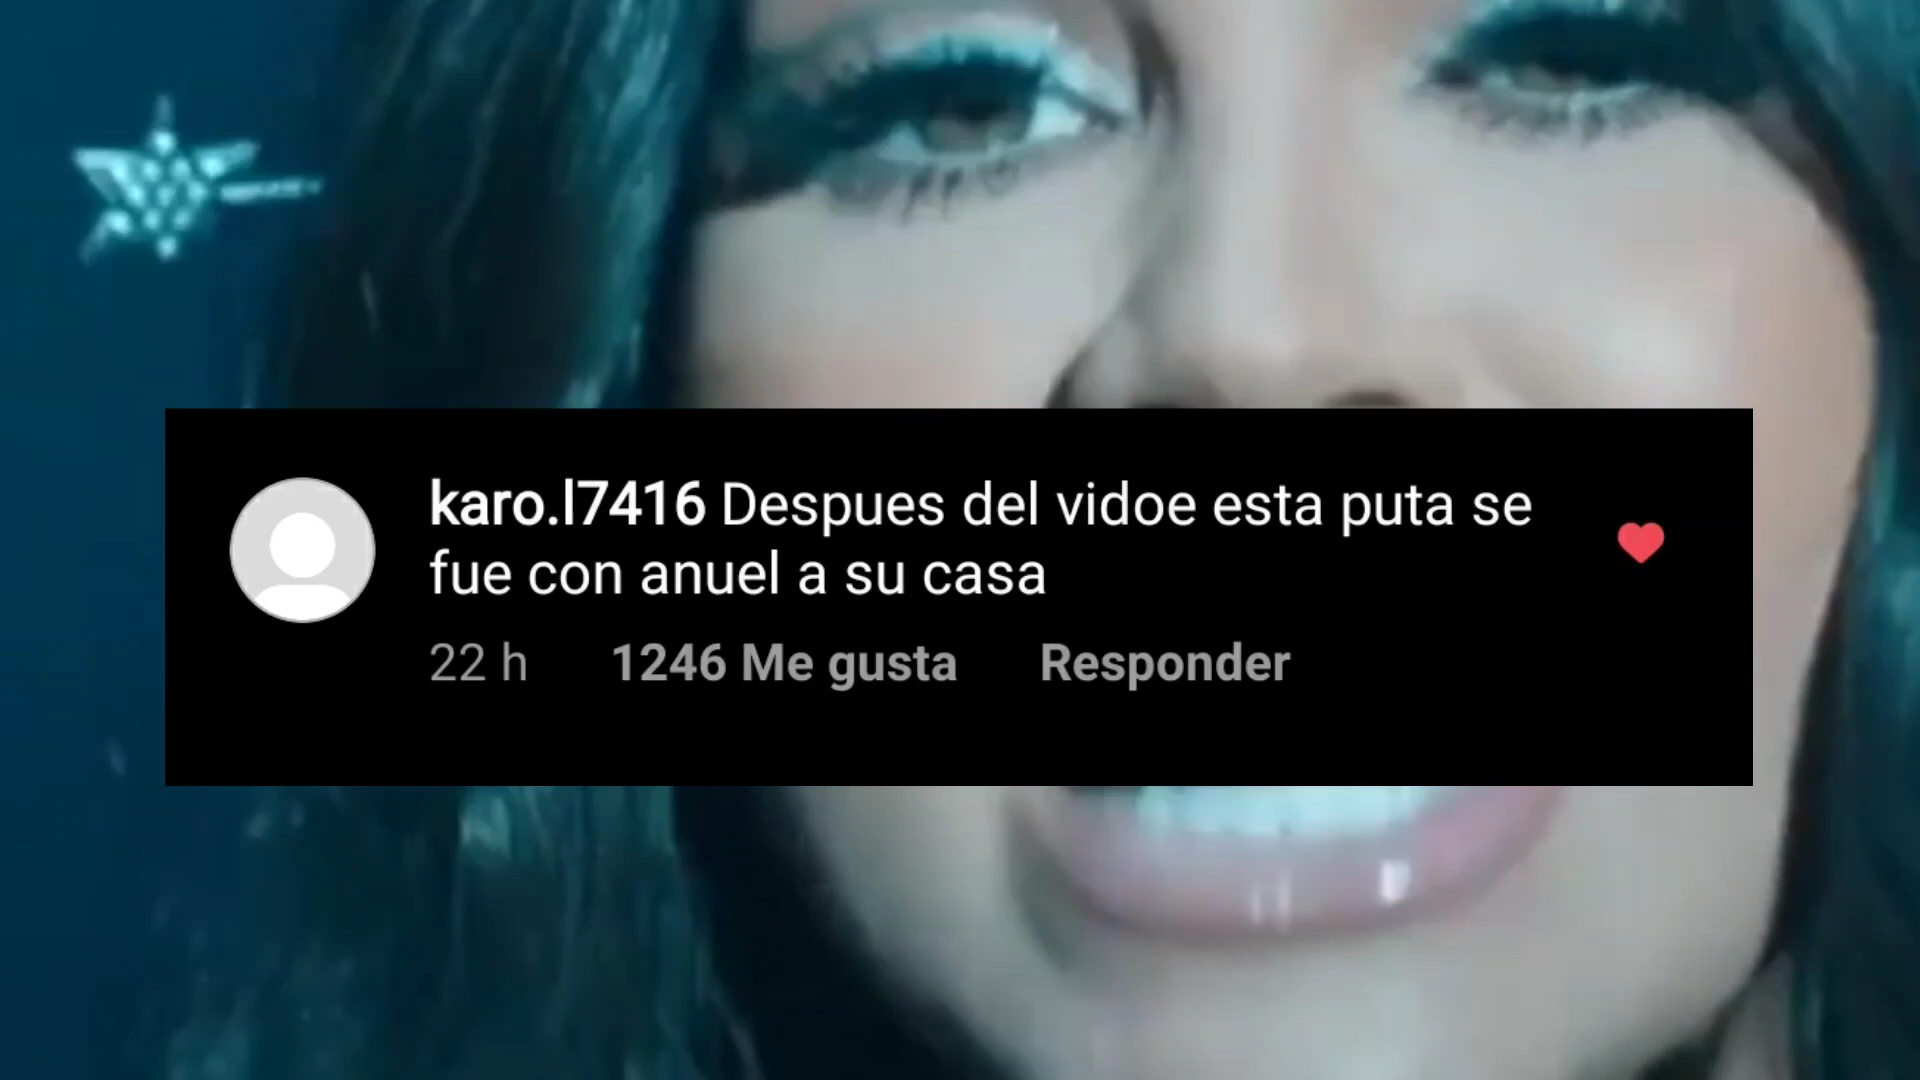 karo.l7416 Despues del vidoe esta puta se
fue con anuel a su casa
22 h 1246 Me gusta Responder